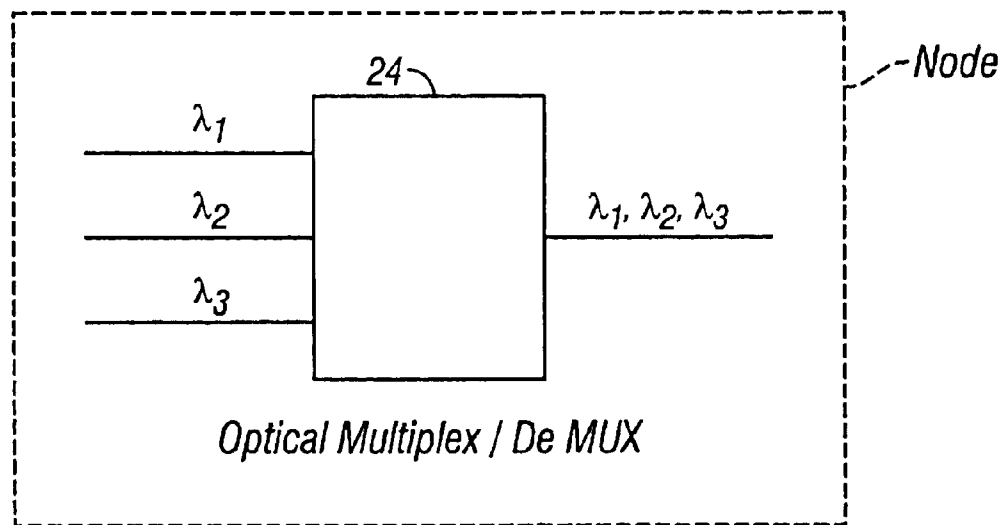 Node
24
λ1
λ2
λ1, λ2, λ3
λ3
Optical Multiplex / De MUX